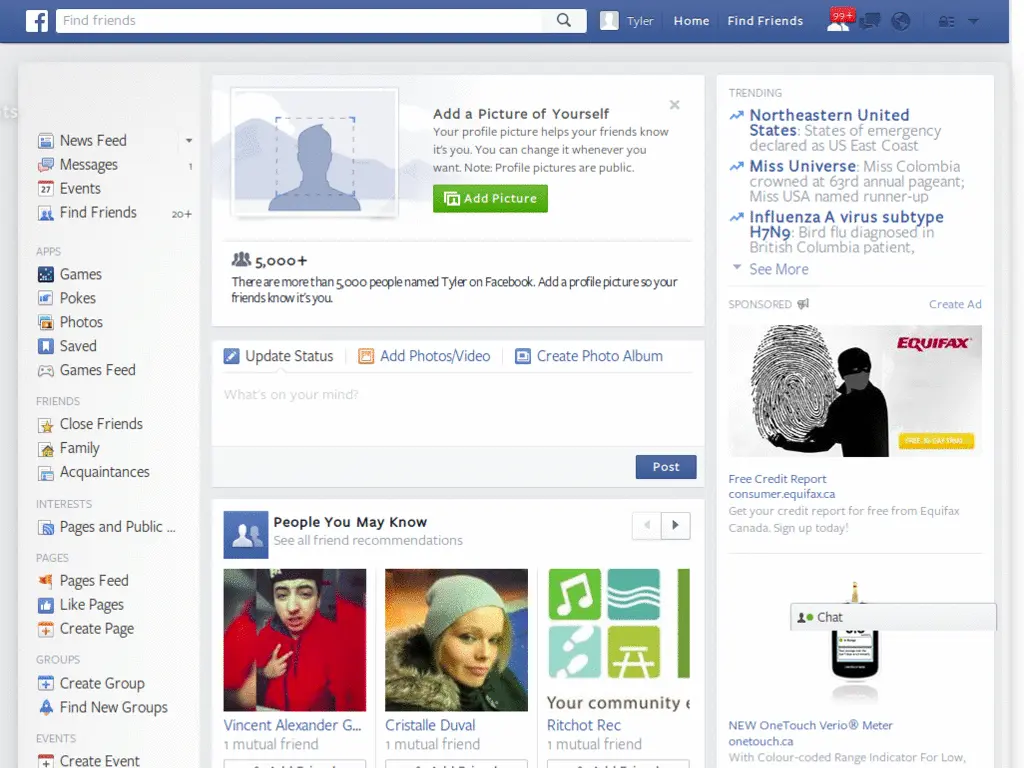 f
Find friends
Tyler
Home
Find Friends
99+
ts
News Feed
Messages
1
Events
27
Find Friends
20+
APPS
Games
Pokes
Photos
Saved
Games Feed
FRIENDS
Close Friends
Family
Acquaintances
INTERESTS
Pages and Public ...
PAGES
Pages Feed
Like Pages
Create Page
GROUPS
Create Group
Find New Groups
EVENTS
Create Event
Add a Picture of Yourself
Your profile picture helps your friends know
it's you. You can change it whenever you
want. Note: Profile pictures are public.
Add Picture
5,000+
There are more than 5,000 people named Tyler on Facebook. Add a profile picture so your
friends know it's you.
Update Status
Add Photos/Video
Create Photo Album
What's on your mind?
Post
People You May Know
See all friend recommendations
Vincent Alexander G...
1 mutual friend
Cristalle Duval
1 mutual friend
Your community e
Ritchot Rec
1 mutual friend
TRENDING
Northeastern United
States: States of emergency
declared as US East Coast
Miss Universe: Miss Colombia
crowned at 63rd annual pageant;
Miss USA named runner-up
Influenza A virus subtype
H7N9: Bird flu diagnosed in
British Columbia patient,
See More
SPONSORED
Create Ad
EQUIFAX
Free Credit Report
consumer.equifax.ca
Get your credit report for free from Equifax
Canada. Sign up today!
Chat
NEW OneTouch Verio® Meter
onetouch.ca
With Colour-coded Range Indicator For Low,